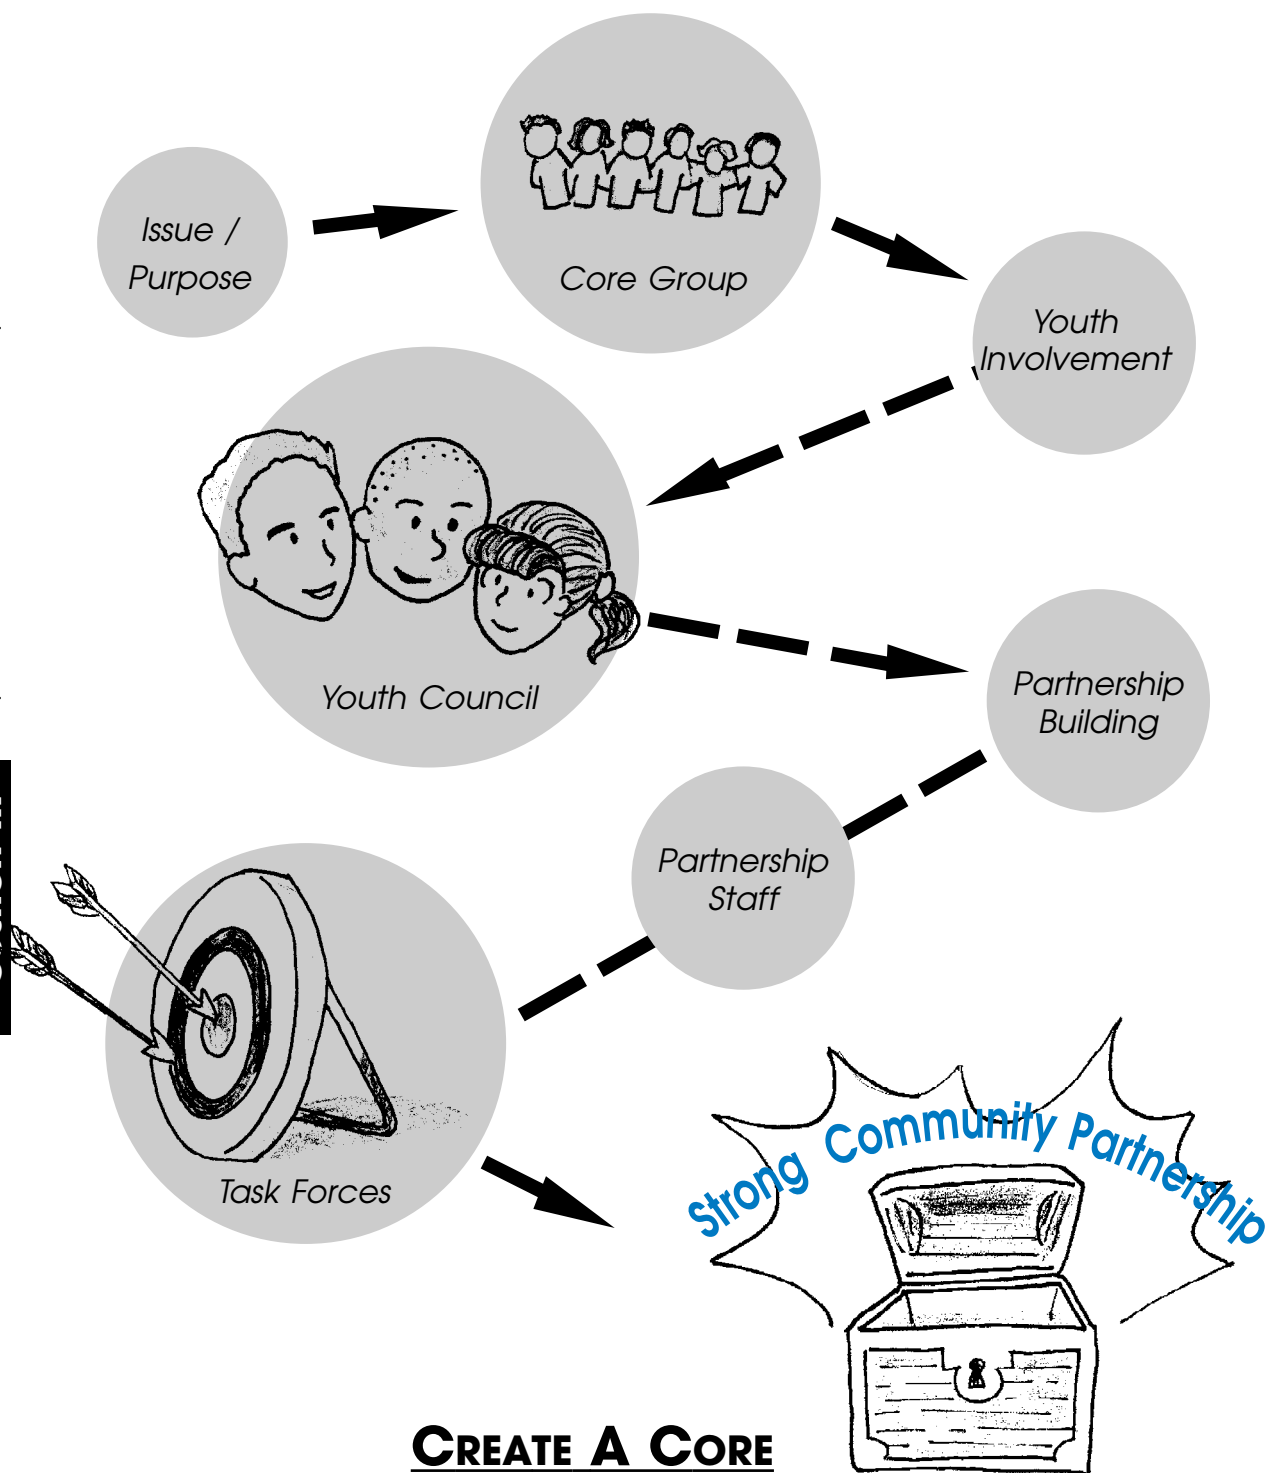 Issue /
Purpose
Core Group
Youth
Involvement
Youth Council
Partnership
Building
Partnership
Staff
Task Forces
Strong Community Partnership
CREATE A CORE